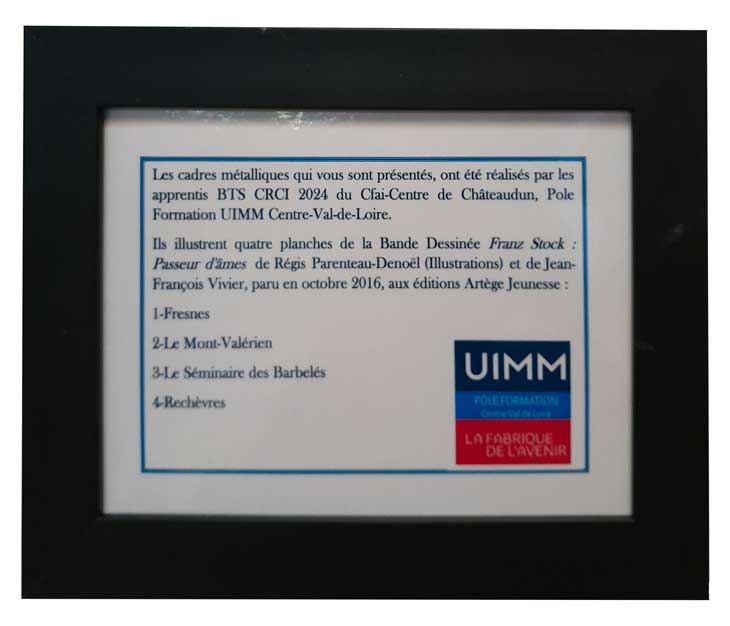 Les cadres métalliques qui vous sont présentés, ont été réalisés par les
apprentis BTS CRCI 2024 du Cfai-Centre de Châteaudun, Pole
Formation UIMM Centre-Val-de-Loire.
Ils illustrent quatre planches de la Bande Dessinée Franz Stock :
Passeur d'âmes de Régis Parenteau-Denoël (Illustrations) et de Jean-
François Vivier, paru en octobre 2016, aux éditions Artège Jeunesse :
1-Fresnes
2-Le Mont-Valérien
3-Le Séminaire des Barbelés
4-Rechèvres
UIMM
POLE FORMATION
Centre-Val de Loire
LA FABRIQUE
DE L'AVENIR